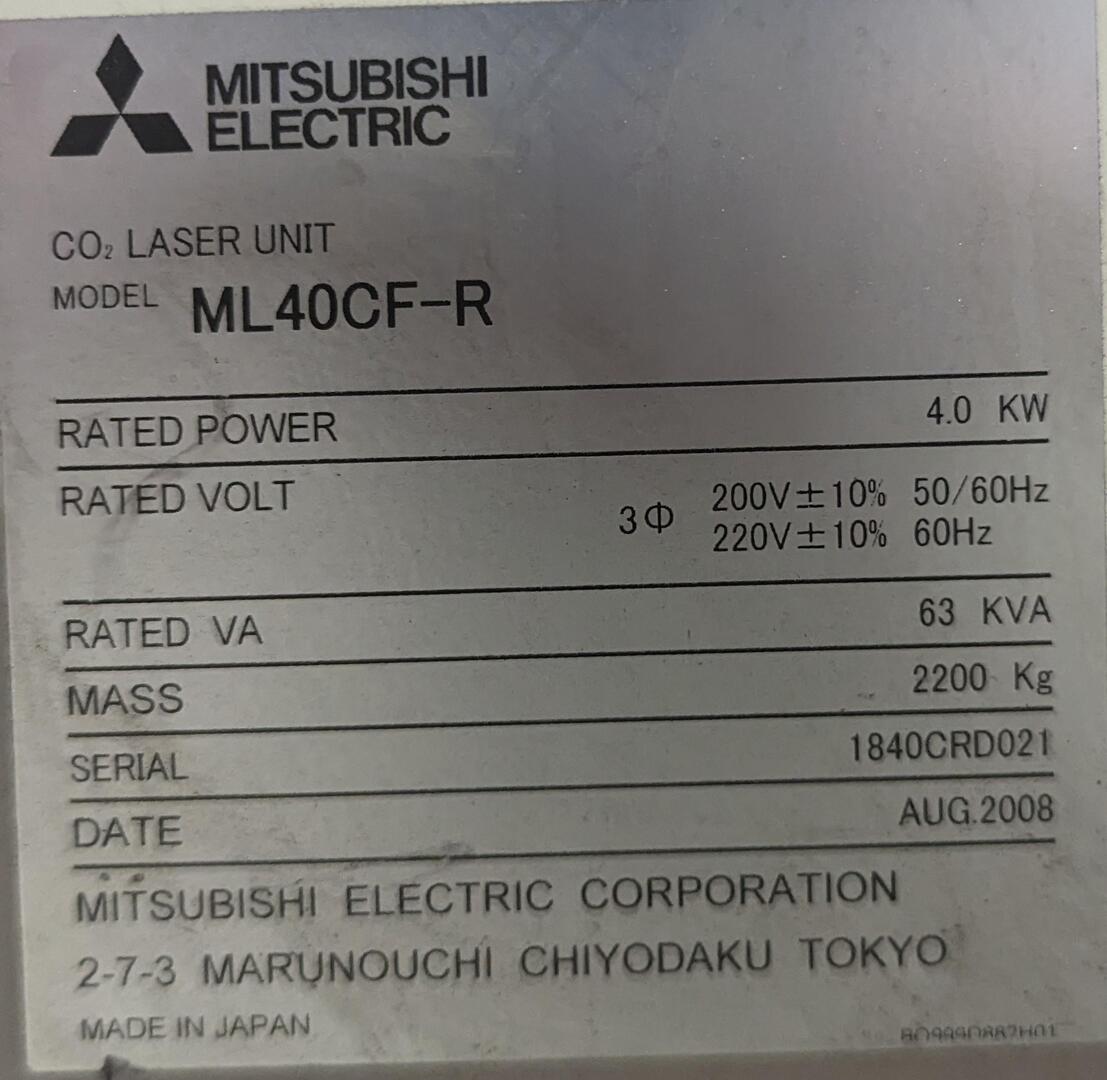 MITSUBISHI
ELECTRIC
CO₂ LASER UNIT
MODEL ML40CF-R
RATED POWER 4.0 KW
RATED VOLT 3Φ 200V±10% 50/60Hz
220V±10% 60Hz
RATED VA 63 KVA
MASS 2200 Kg
SERIAL 1840CRD021
DATE AUG.2008
MITSUBISHI ELECTRIC CORPORATION
2-7-3 MARUNOUCHI CHIYODAKU TOKYO
MADE IN JAPAN